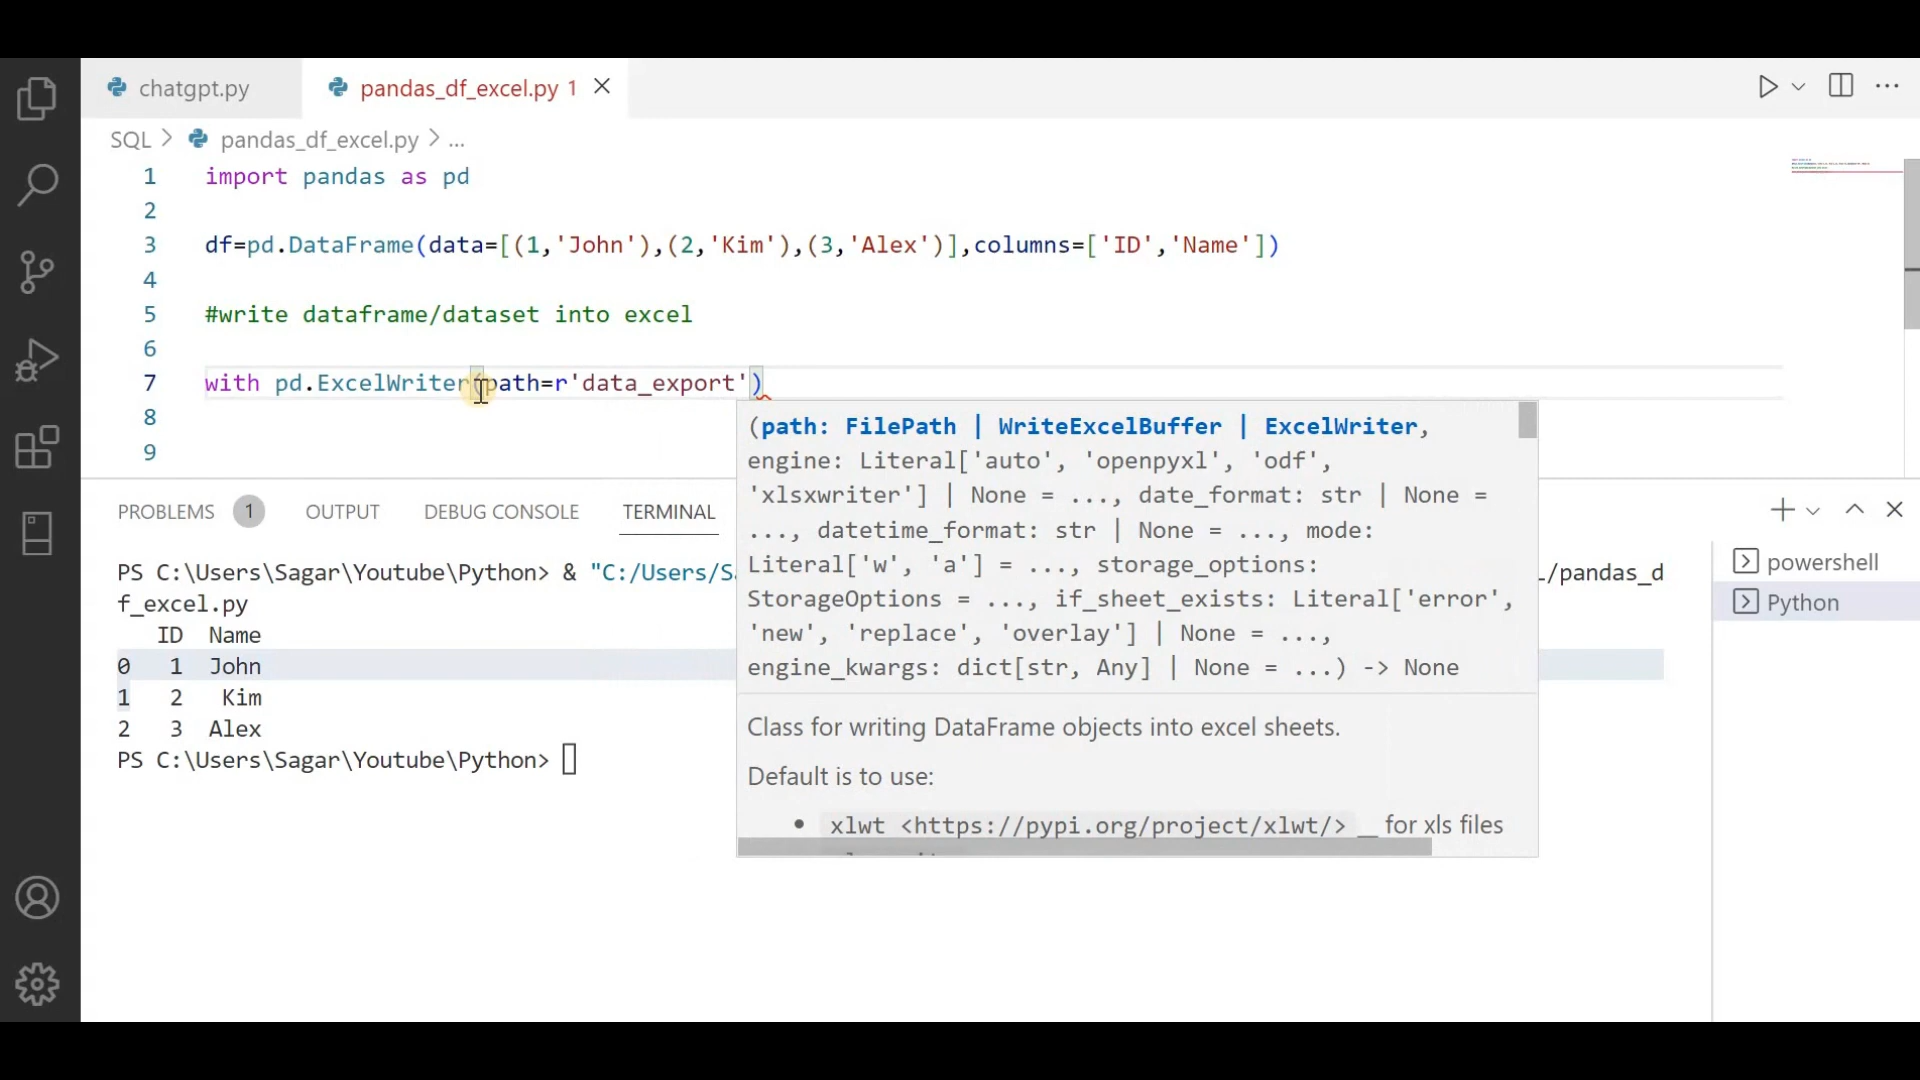 chatgpt.py
pandas_df_excel.py 1
SQL > pandas_df_excel.py > ...
1 import pandas as pd
2
3 df=pd.DataFrame(data=[(1,'John'),(2,'Kim'),(3,'Alex')],columns=['ID','Name'])
4
5 #write dataframe/dataset into excel
6
7 with pd.ExcelWriter(path=r'data_export')
8
9
(path: FilePath | WriteExcelBuffer | ExcelWriter,
engine: Literal['auto', 'openpyxl', 'odf',
'xlsxwriter'] | None = ..., date_format: str | None =
..., datetime_format: str | None = ..., mode:
Literal['w', 'a'] = ..., storage_options:
StorageOptions = ..., if_sheet_exists: Literal['error',
'new', 'replace', 'overlay'] | None = ...,
engine_kwargs: dict[str, Any] | None = ...) -> None
Class for writing DataFrame objects into excel sheets.
Default is to use:
• xlwt <https://pypi.org/project/xlwt/>__ for xls files
PROBLEMS 1 OUTPUT DEBUG CONSOLE TERMINAL
PS C:\Users\Sagar\Youtube\Python> & "C:/Users/S /pandas_d
f_excel.py
ID Name
0 1 John
1 2 Kim
2 3 Alex
PS C:\Users\Sagar\Youtube\Python>
powershell
Python